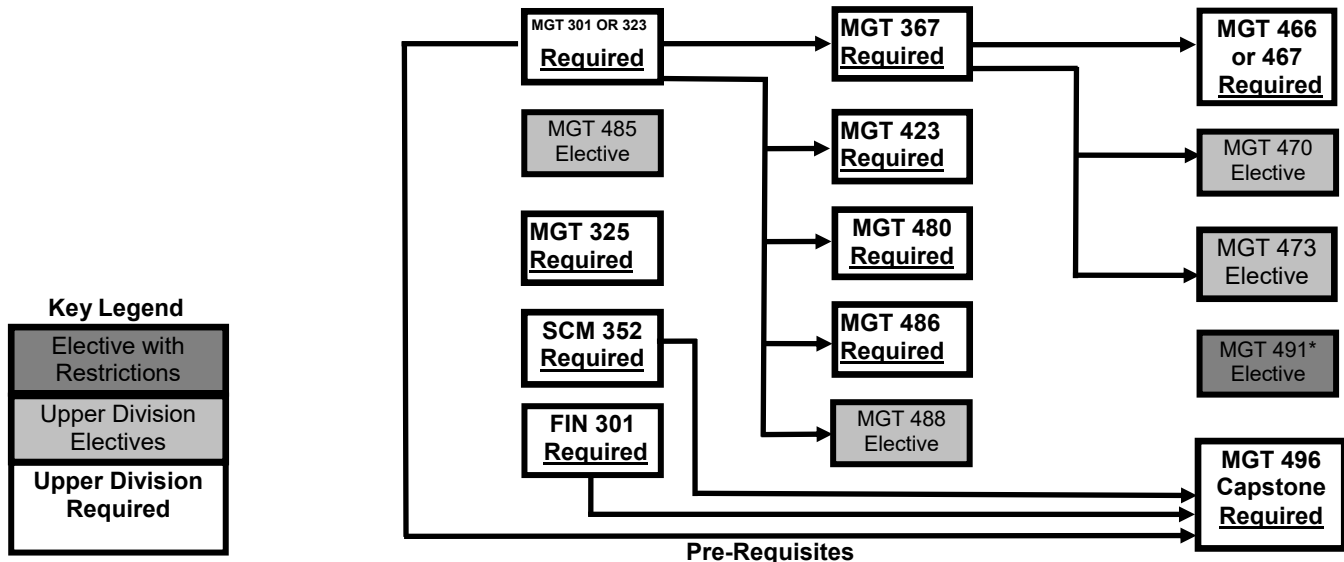 MGT 301 OR 323
Required
MGT 367
Required
MGT 466
or 467
Required
MGT 485
Elective
MGT 423
Required
MGT 470
Elective
MGT 325
Required
MGT 480
Required
MGT 473
Elective
Key Legend
Elective with
Restrictions
Upper Division
Electives
Upper Division
Required
SCM 352
Required
MGT 486
Required
MGT 491*
Elective
FIN 301
Required
MGT 488
Elective
MGT 496
Capstone
Required
Pre-Requisites